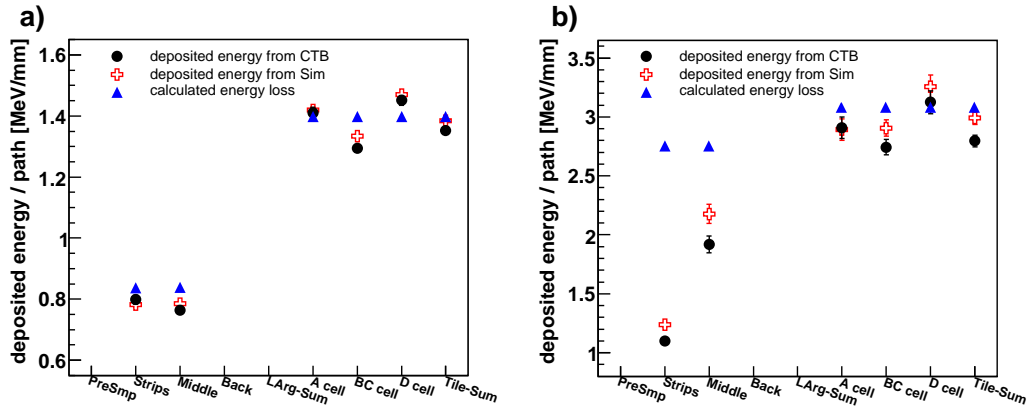 a)
deposited energy / path [MeV/mm]
1.6
1.4
1.2
1
0.8
0.6
deposited energy from CTB
deposited energy from Sim
calculated energy loss
PreSmp
Strips
Middle
Back
LArg-Sum
A cell
BC cell
D cell
Tile-Sum
b)
deposited energy / path [MeV/mm]
3.5
3
2.5
2
1.5
1
deposited energy from CTB
deposited energy from Sim
calculated energy loss
PreSmp
Strips
Middle
Back
LArg-Sum
A cell
BC cell
D cell
Tile-Sum